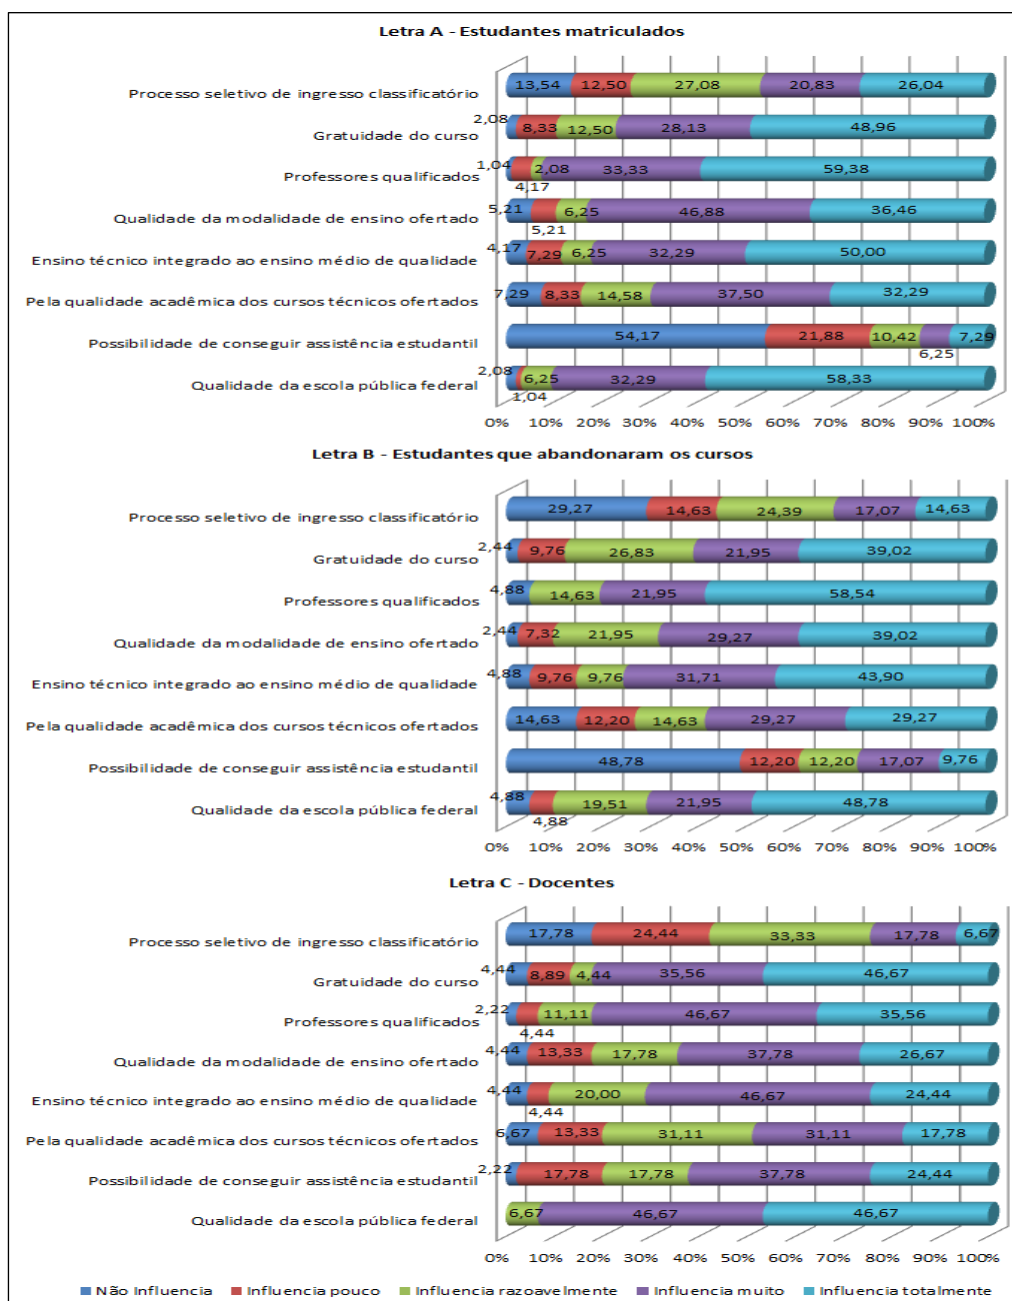 Letra A - Estudantes matriculados
Processo seletivo de ingresso classificatório 13,54 12,50 27,08 20,83 26,04
Gratuidade do curso 2,08 8,33 12,50 28,13 48,96
Professores qualificados 1,04 4,17 2,08 33,33 59,38
Qualidade da modalidade de ensino ofertado 5,21 5,21 6,25 46,88 36,46
Ensino técnico integrado ao ensino médio de qualidade 4,17 7,29 6,25 32,29 50,00
Pela qualidade acadêmica dos cursos técnicos ofertados 7,29 8,33 14,58 37,50 32,29
Possibilidade de conseguir assistência estudantil 54,17 21,88 10,42 6,25 7,29
Qualidade da escola pública federal 2,08 1,04 6,25 32,29 58,33
0% 10% 20% 30% 40% 50% 60% 70% 80% 90% 100%
Letra B - Estudantes que abandonaram os cursos
Processo seletivo de ingresso classificatório 29,27 14,63 24,39 17,07 14,63
Gratuidade do curso 2,44 9,76 26,83 21,95 39,02
Professores qualificados 4,88 14,63 21,95 58,54
Qualidade da modalidade de ensino ofertado 2,44 7,32 21,95 29,27 39,02
Ensino técnico integrado ao ensino médio de qualidade 4,88 9,76 9,76 31,71 43,90
Pela qualidade acadêmica dos cursos técnicos ofertados 14,63 12,20 14,63 29,27 29,27
Possibilidade de conseguir assistência estudantil 48,78 12,20 12,20 17,07 9,76
Qualidade da escola pública federal 4,88 4,88 19,51 21,95 48,78
0% 10% 20% 30% 40% 50% 60% 70% 80% 90% 100%
Letra C - Docentes
Processo seletivo de ingresso classificatório 17,78 24,44 33,33 17,78 6,67
Gratuidade do curso 4,44 8,89 4,44 35,56 46,67
Professores qualificados 2,22 4,44 11,11 46,67 35,56
Qualidade da modalidade de ensino ofertado 4,44 13,33 17,78 37,78 26,67
Ensino técnico integrado ao ensino médio de qualidade 4,44 4,44 20,00 46,67 24,44
Pela qualidade acadêmica dos cursos técnicos ofertados 6,67 13,33 31,11 31,11 17,78
Possibilidade de conseguir assistência estudantil 2,22 17,78 17,78 37,78 24,44
Qualidade da escola pública federal 6,67 46,67 46,67
0% 10% 20% 30% 40% 50% 60% 70% 80% 90% 100%
Não Influencia Influencia pouco Influencia razoavelmente Influencia muito Influencia totalmente